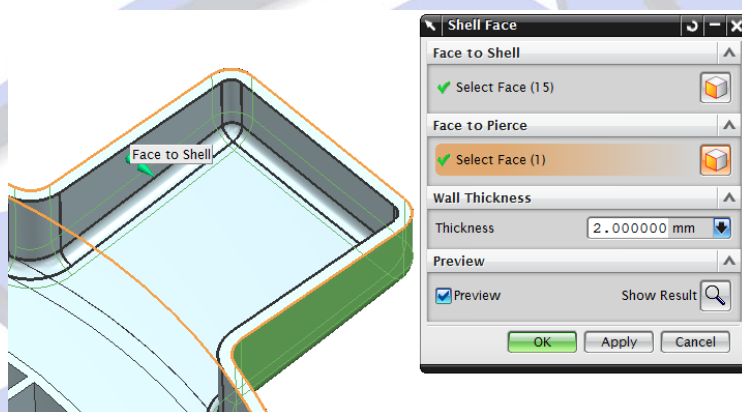 Shell Face
Face to Shell
Select Face (15)
Face to Pierce
Select Face (1)
Wall Thickness
Thickness 2.000000 mm
Preview
Preview Show Result
OK Apply Cancel
Face to Shell